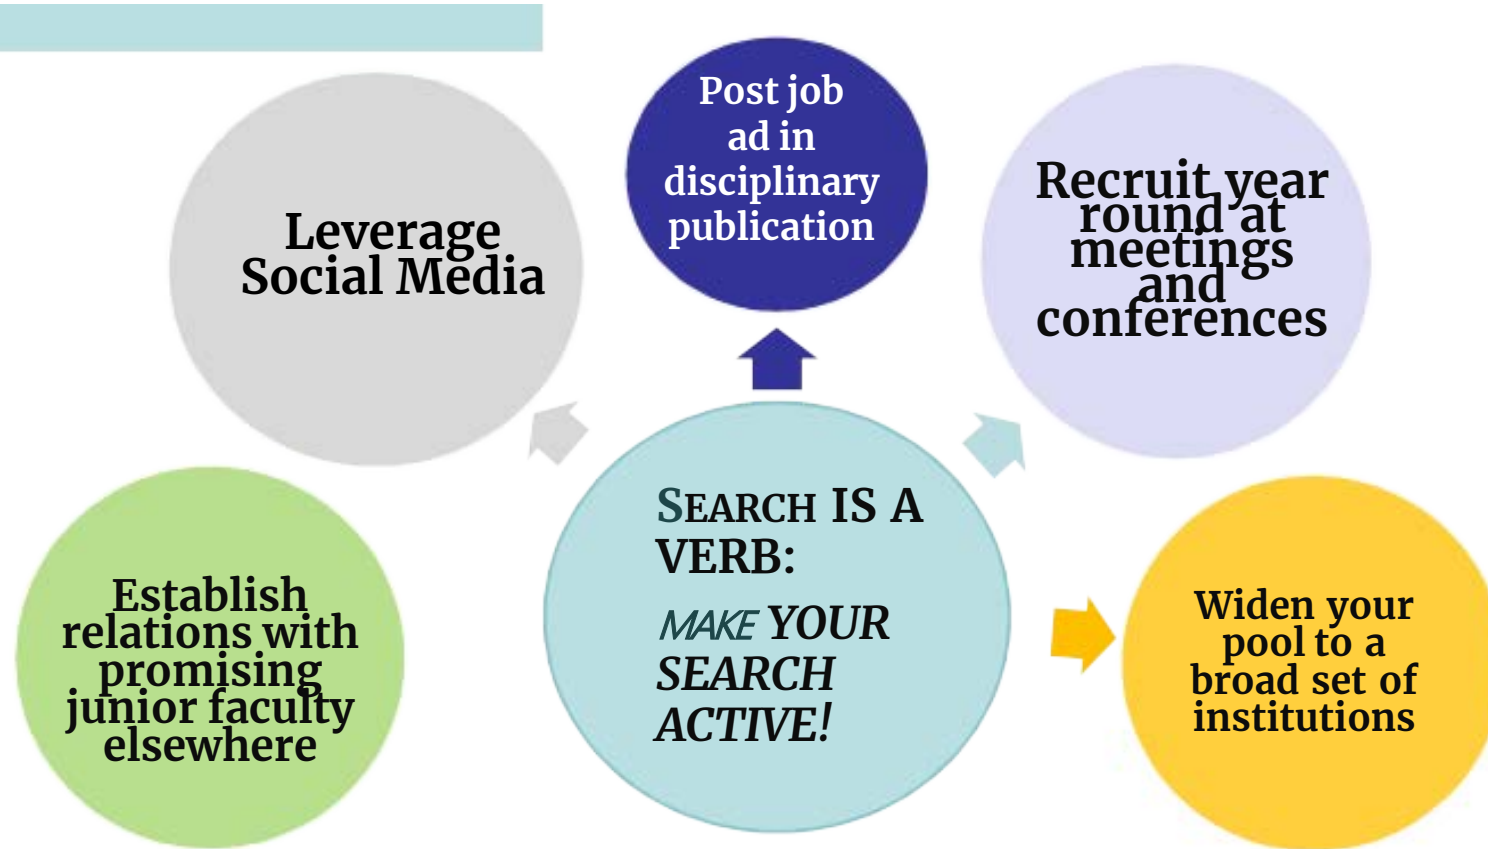 Post job
ad in
disciplinary
publication
Leverage
Social Media
Recruit year
round at
meetings
and
conferences
SEARCH IS A
VERB:
MAKE YOUR
SEARCH
ACTIVE!
Establish
relations with
promising
junior faculty
elsewhere
Widen your
pool to a
broad set of
institutions